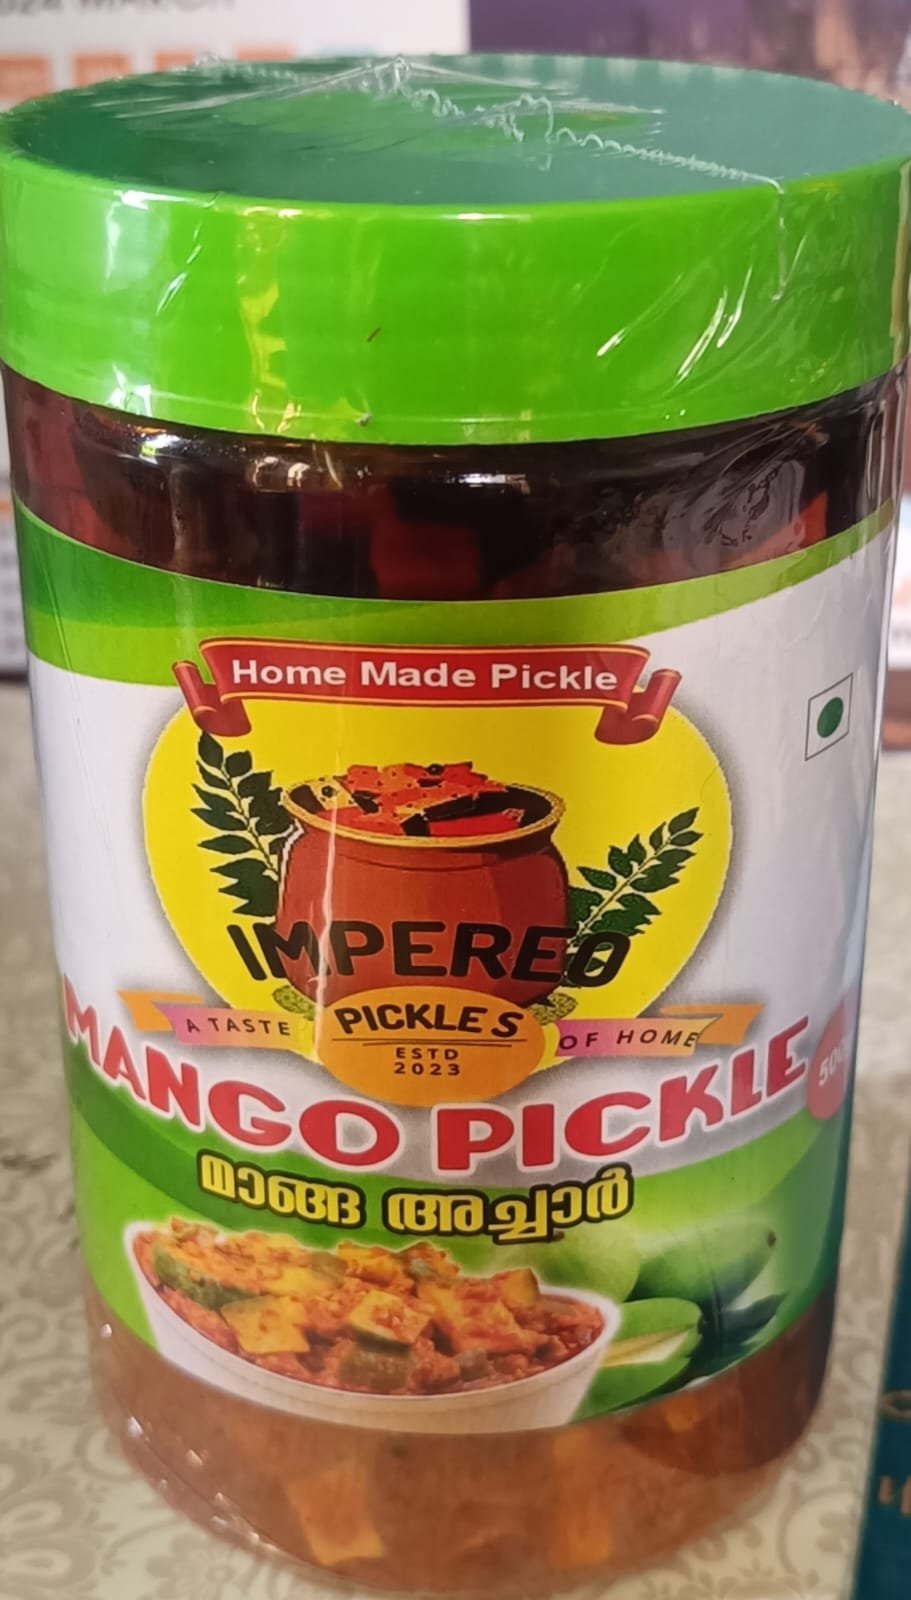 Home Made Pickle
IMPEREO
A TASTE
PICKLES
OF HOME
ESTD
2023
MANGO PICKLE
മാങ്ങ അച്ചാർ